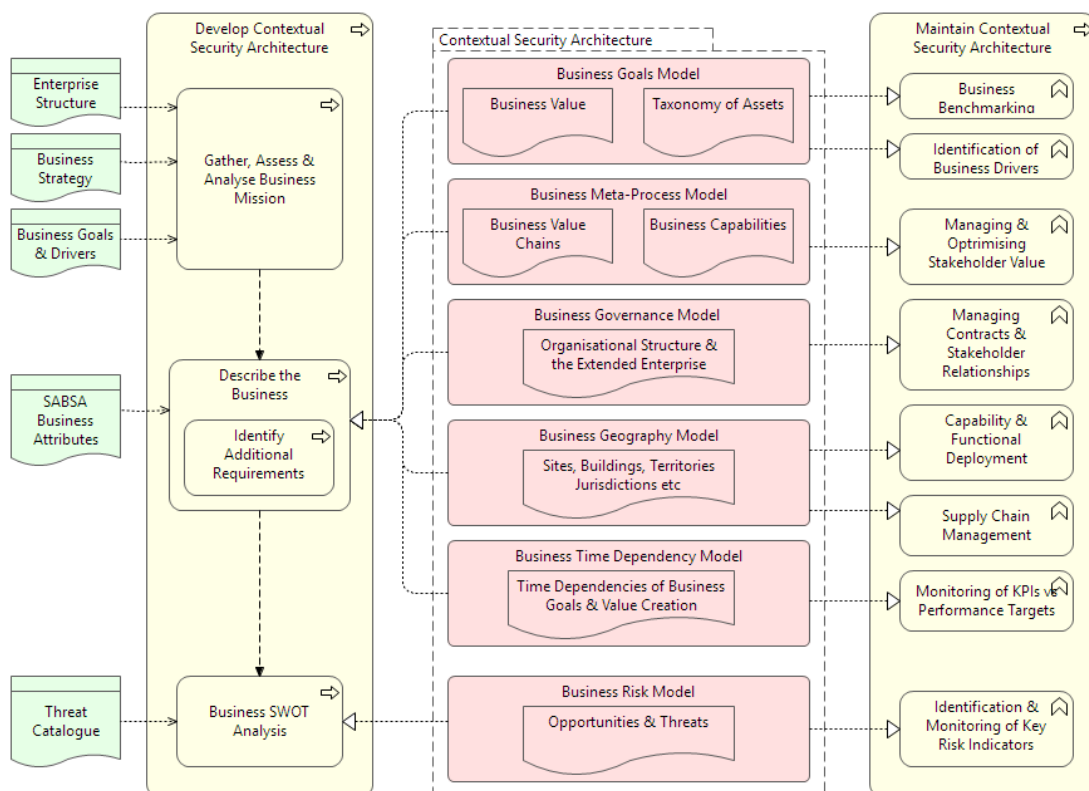 Develop Contextual
Security Architecture
Enterprise
Structure
Business
Strategy
Business Goals
& Drivers
Gather, Assess &
Analyse Business
Mission
SABSA
Business
Attributes
Describe the
Business
Identify
Additional
Requirements
Threat
Catalogue
Business SWOT
Analysis
Contextual Security Architecture
Business Goals Model
Business Value
Taxonomy of Assets
Business Meta-Process Model
Business Value
Chains
Business Capabilities
Business Governance Model
Organisational Structure &
the Extended Enterprise
Business Geography Model
Sites, Buildings, Territories
Jurisdictions etc
Business Time Dependency Model
Time Dependencies of Business
Goals & Value Creation
Business Risk Model
Opportunities & Threats
Maintain Contextual
Security Architecture
Business
Benchmarking
Identification of
Business Drivers
Managing &
Optrimising
Stakeholder Value
Managing
Contracts &
Stakeholder
Relationships
Capability &
Functional
Deployment
Supply Chain
Management
Monitoring of KPIs vs
Performance Targets
Identification &
Monitoring of Key
Risk Indicators